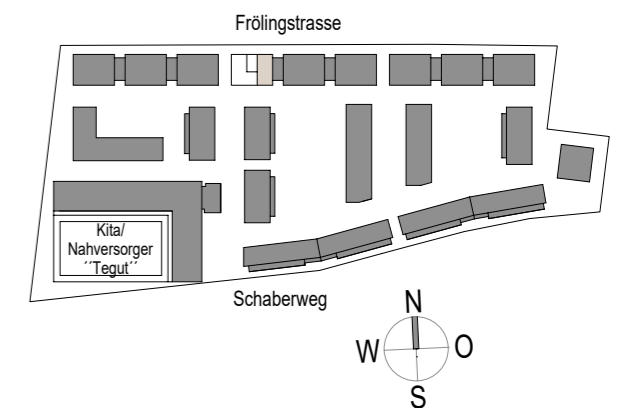 Frölingstrasse
Kita/
Nahversorger
´´Tegut´´
Schaberweg
N
W
O
S